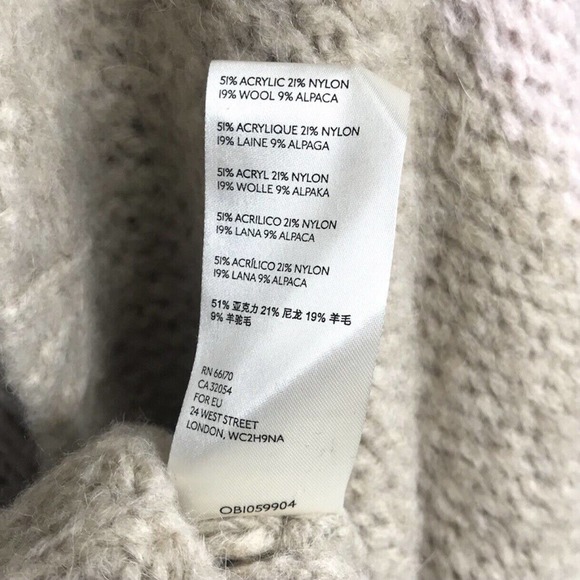 51% ACRYLIC 21% NYLON
19% WOOL 9% ALPACA
51% ACRYLIQUE 21% NYLON
19% LAINE 9% ALPAGA
51% ACRYL 21% NYLON
19% WOLLE 9% ALPAKA
51% ACRILICO 21% NYLON
19% LANA 9% ALPACA
51% ACRÍLICO 21% NYLON
19% LANA 9% ALPACA
51% 亚克力 21% 尼龙 19% 羊毛
9% 羊驼毛
RN 66170
CA 32054
FOR EU
24 WEST STREET
LONDON, WC2H9NA
OB1059904